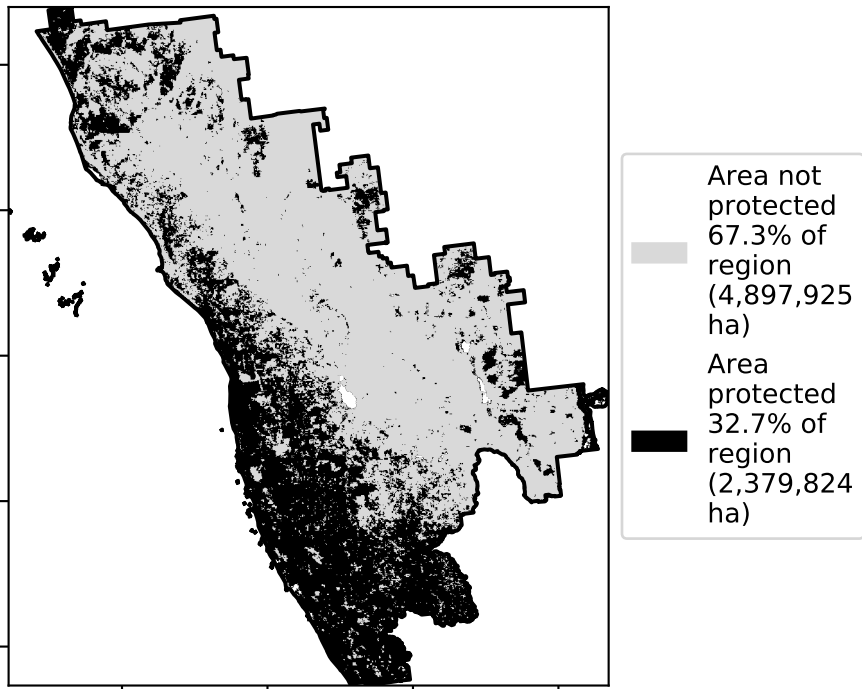 Area not
protected
67.3% of
region
(4,897,925
ha)
Area
protected
32.7% of
region
(2,379,824
ha)